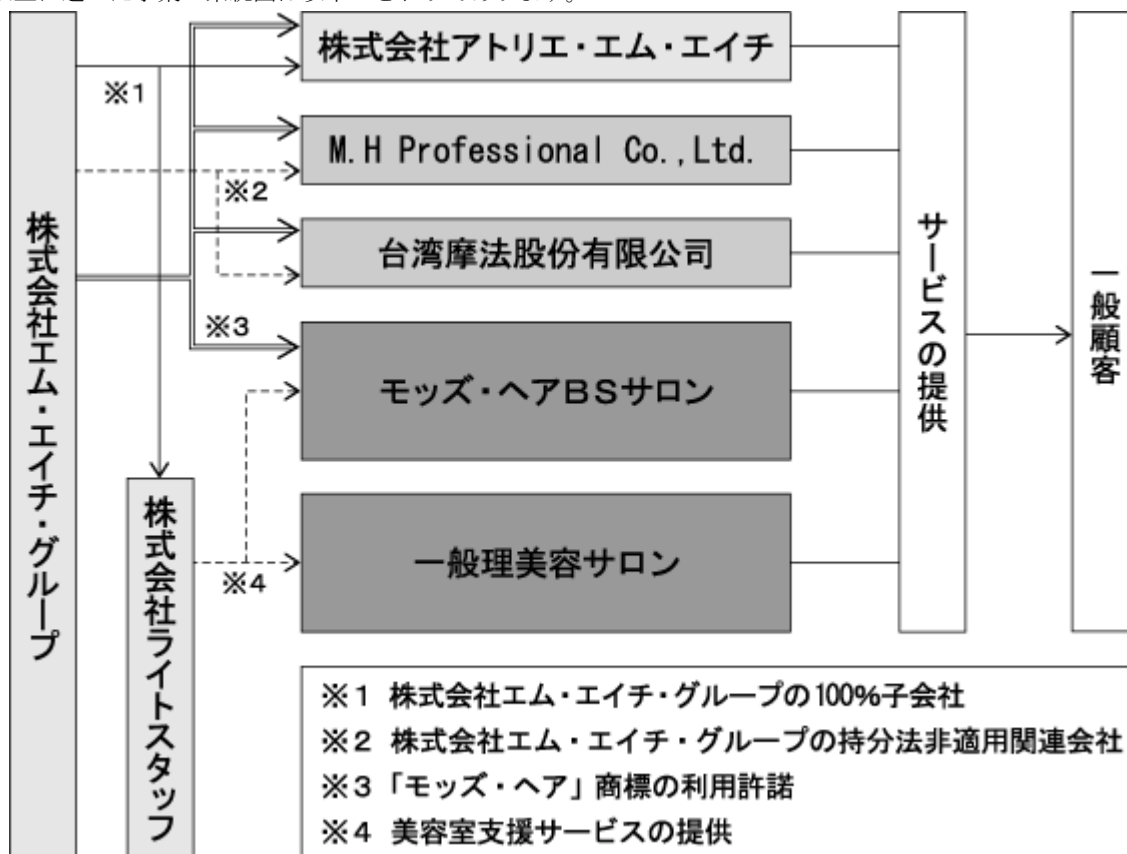 株式会社アトリエ・エム・エイチ
※1
M.H Professional Co.,Ltd.
※2
台湾摩法股份有限公司
※3
モッズ・ヘアBSサロン
一般理美容サロン
※4
株式会社エム・エイチ・グループ
株式会社ライトスタッフ
サービスの提供
一般顧客
※1 株式会社エム・エイチ・グループの100%子会社
※2 株式会社エム・エイチ・グループの持分法非適用関連会社
※3 「モッズ・ヘア」商標の利用許諾
※4 美容室支援サービスの提供